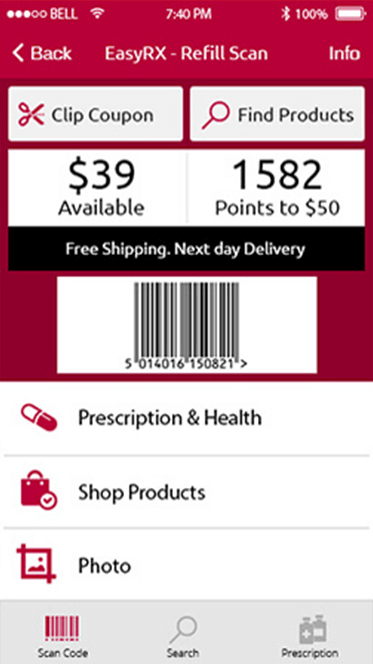 BELL 7:40 PM 100%
Back EasyRX - Refill Scan Info
Clip Coupon Find Products
$39 1582
Available Points to $50
Free Shipping. Next day Delivery
5 014016 150821 >
Prescription & Health
Shop Products
Photo
Scan Code Search Prescription